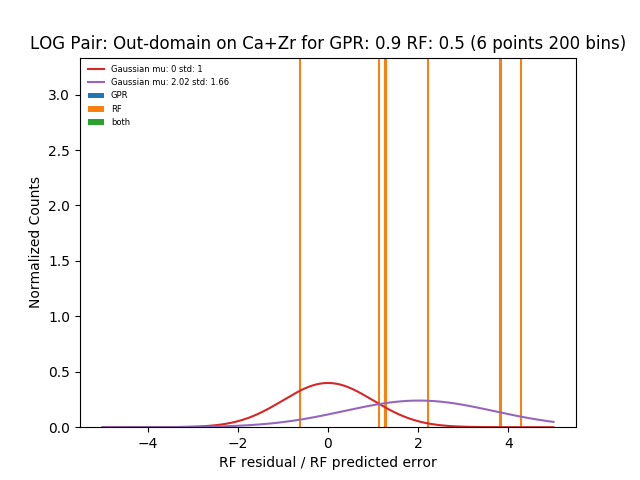 LOG Pair: Out-domain on Ca+Zr for GPR: 0.9 RF: 0.5 (6 points 200 bins)
Gaussian mu: 0 std: 1
Gaussian mu: 2.02 std: 1.66
GPR
RF
both
Normalized Counts
3.0
2.5
2.0
1.5
1.0
0.5
0.0
−4
−2
0
2
4
RF residual / RF predicted error